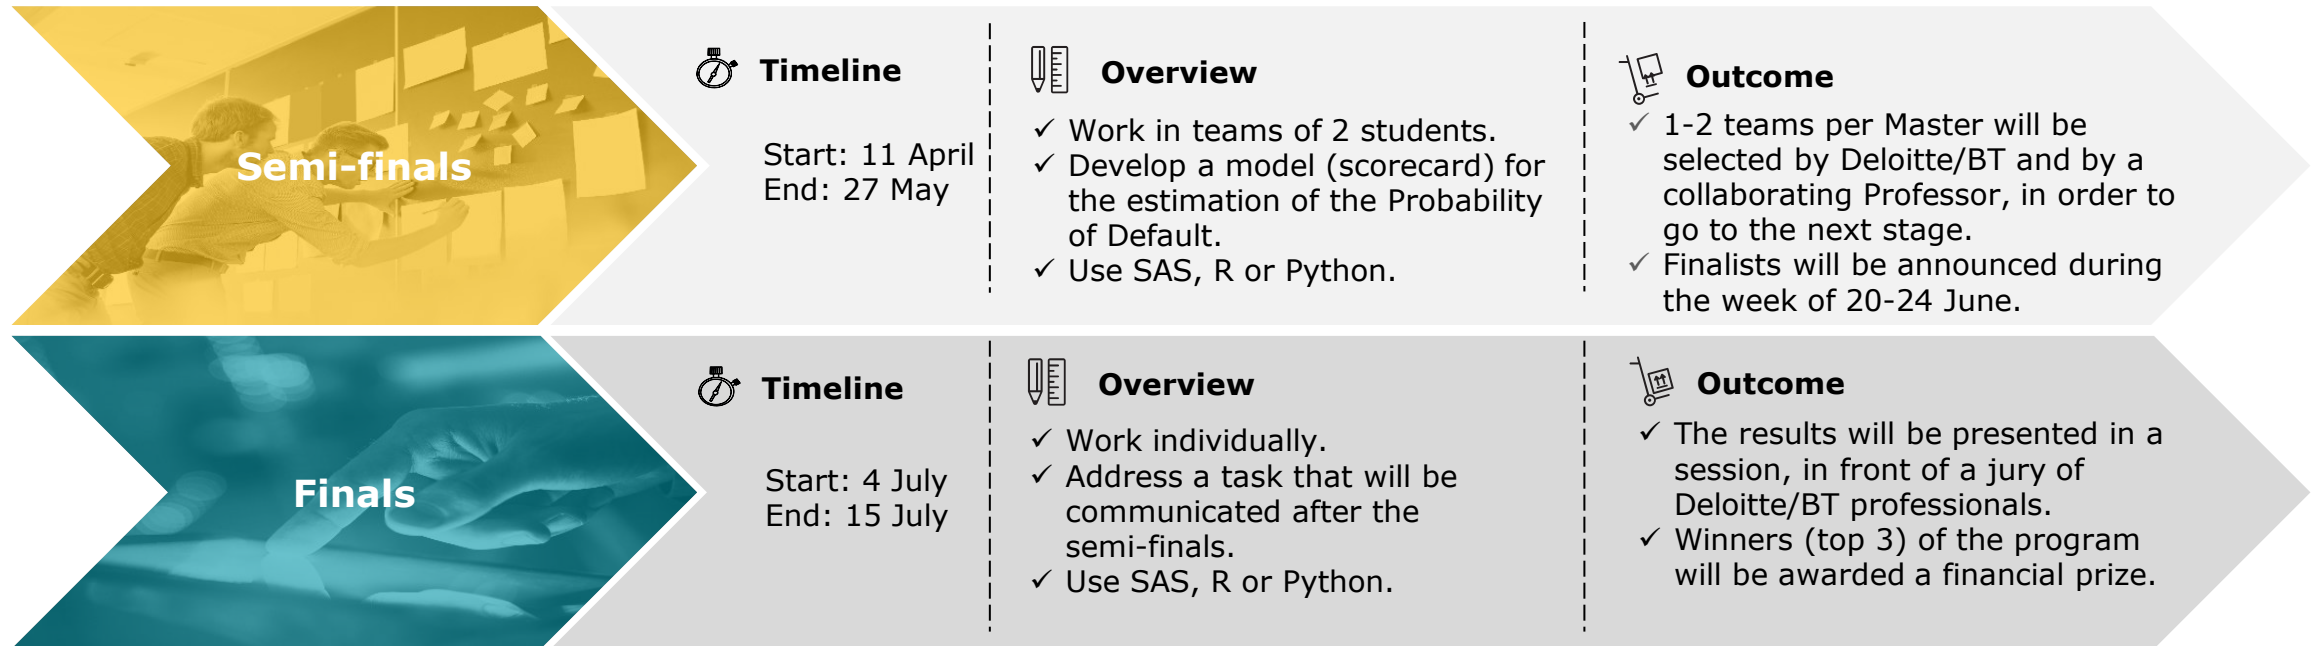 Semi-finals
Timeline
Start: 11 April
End: 27 May
Overview
✓ Work in teams of 2 students.
✓ Develop a model (scorecard) for
the estimation of the Probability
of Default.
✓ Use SAS, R or Python.
Outcome
✓ 1-2 teams per Master will be
selected by Deloitte/BT and by a
collaborating Professor, in order to
go to the next stage.
✓ Finalists will be announced during
the week of 20-24 June.
Finals
Timeline
Start: 4 July
End: 15 July
Overview
✓ Work individually.
✓ Address a task that will be
communicated after the
semi-finals.
✓ Use SAS, R or Python.
Outcome
✓ The results will be presented in a
session, in front of a jury of
Deloitte/BT professionals.
✓ Winners (top 3) of the program
will be awarded a financial prize.